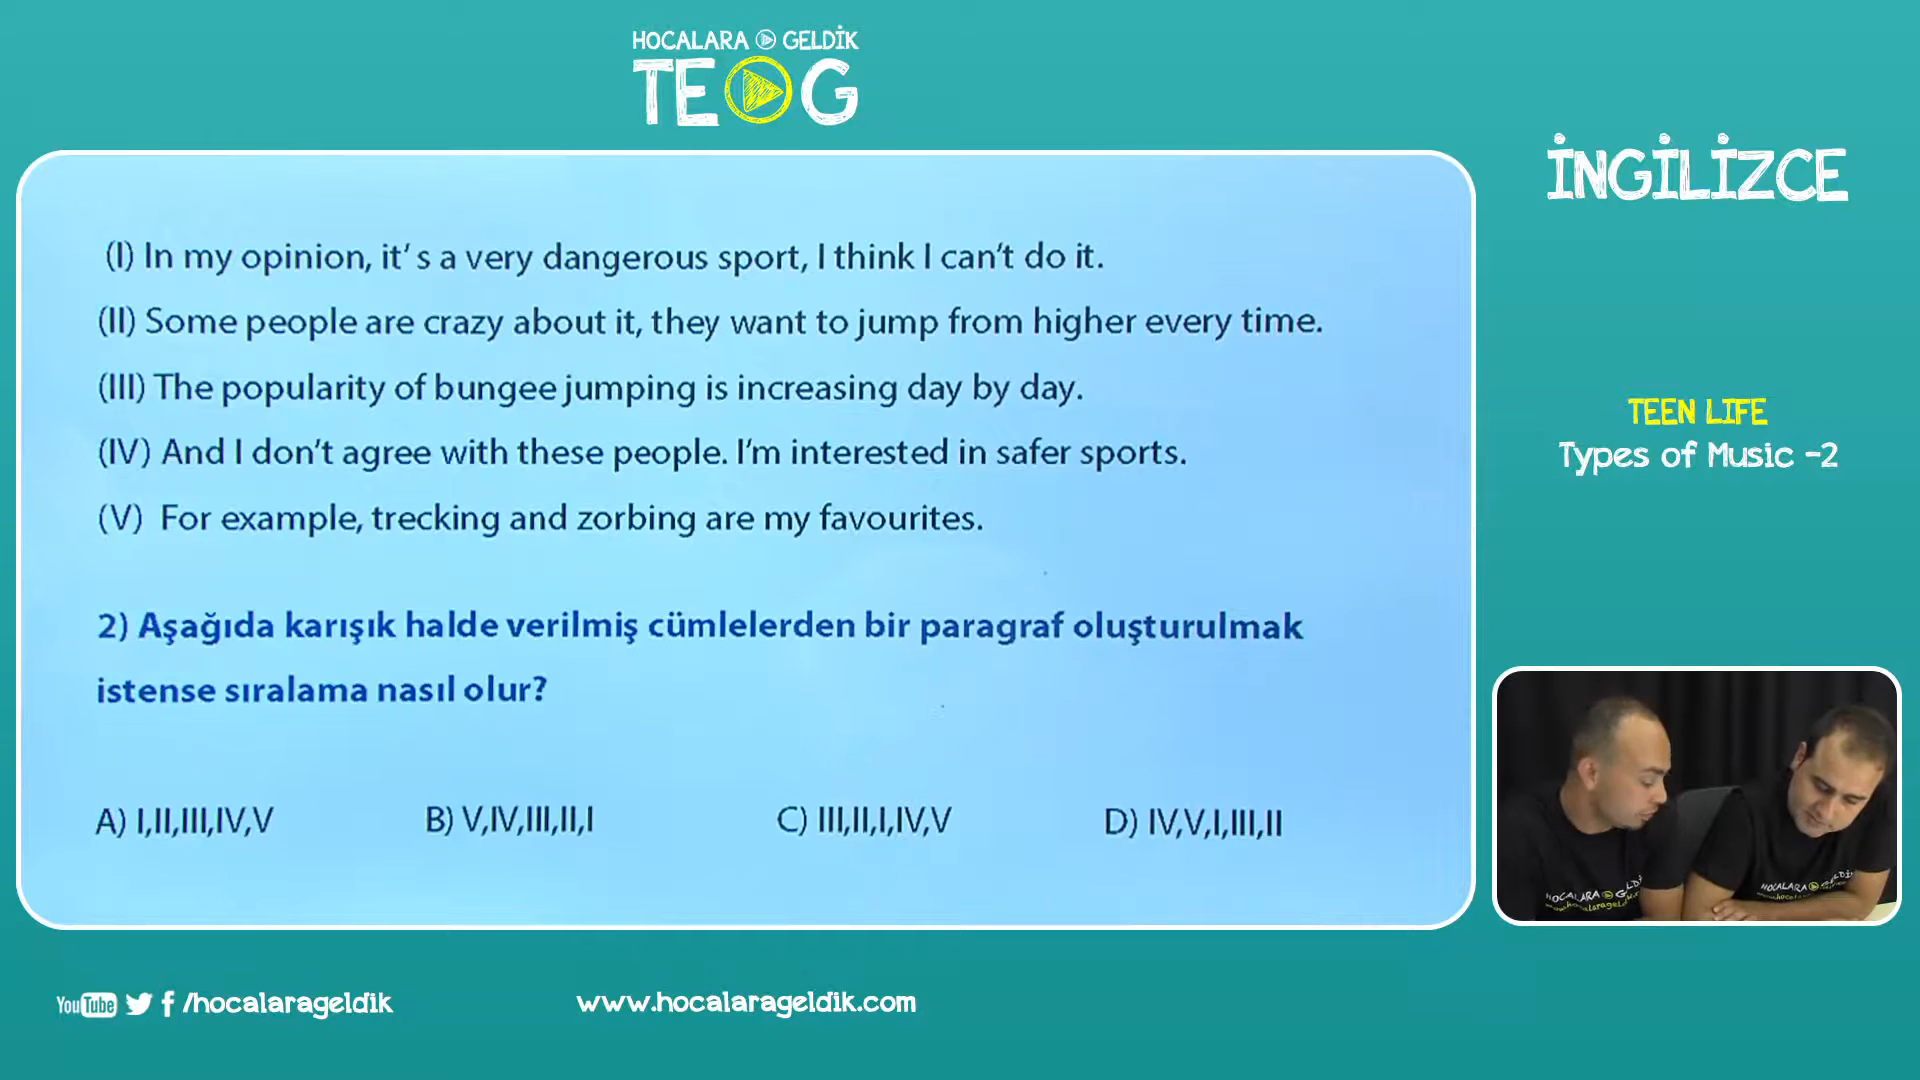 HOCALARA GELDİK
TEOG
İNGİLİZCE
(I) In my opinion, it's a very dangerous sport, I think I can't do it.
(II) Some people are crazy about it, they want to jump from higher every time.
(III) The popularity of bungee jumping is increasing day by day.
(IV) And I don't agree with these people. I'm interested in safer sports.
(V) For example, trecking and zorbing are my favourites.
2) Aşağıda karışık halde verilmiş cümlelerden bir paragraf oluşturulmak
istense sıralama nasıl olur?
A) I,II,III,IV,V
B) V,IV,III,II,I
C) III,II,I,IV,V
D) IV,V,I,III,II
TEEN LIFE
Types of Music -2
HOCALARA GELDİ
HOCALARA GELDİ
YouTube f /hocalarageldik
www.hocalarageldik.com